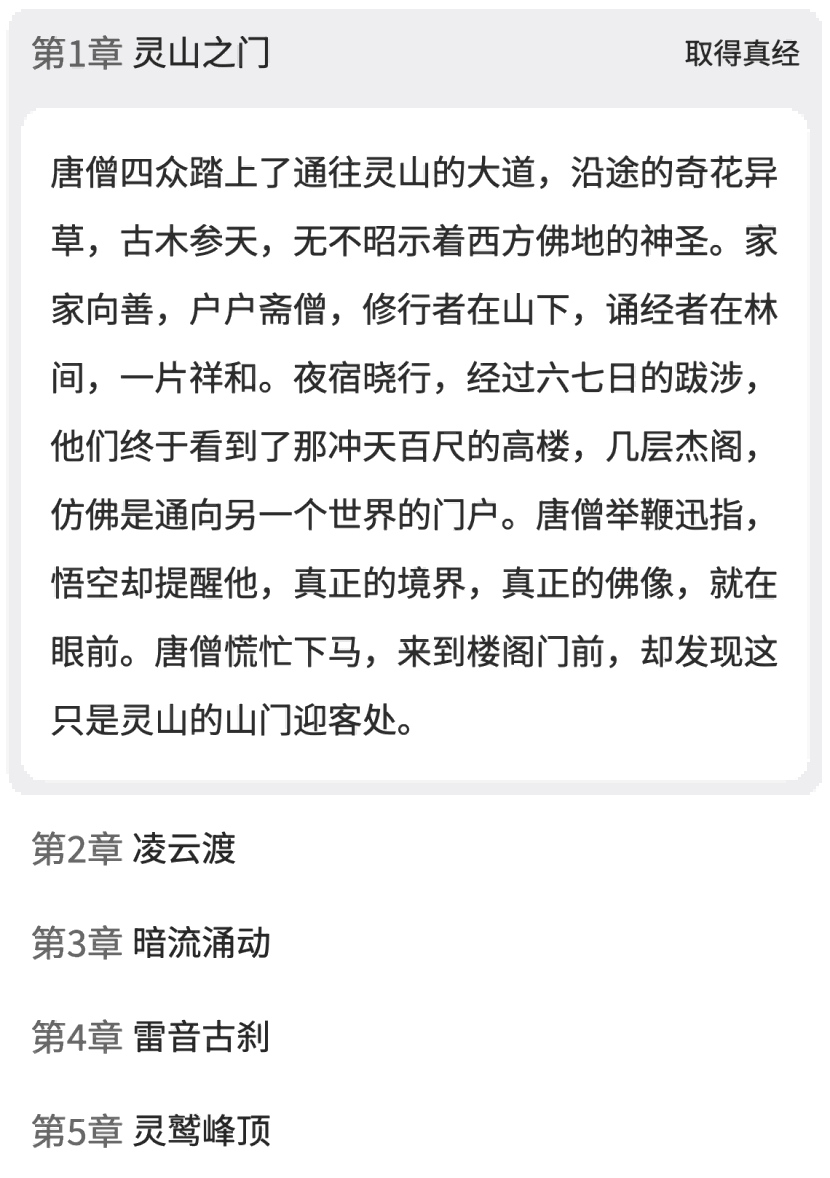 第1章 灵山之门
取得真经
唐僧四众踏上了通往灵山的大道，沿途的奇花异
草，古木参天，无不昭示着西方佛地的神圣。家
家向善，户户斋僧，修行者在山下，诵经者在林
间，一片祥和。夜宿晓行，经过六七日的跋涉，
他们终于看到了那冲天百尺的高楼，几层杰阁，
仿佛是通向另一个世界的门户。唐僧举鞭迅指，
悟空却提醒他，真正的境界，真正的佛像，就在
眼前。唐僧慌忙下马，来到楼阁门前，却发现这
只是灵山的山门迎客处。
第2章 凌云渡
第3章 暗流涌动
第4章 雷音古刹
第5章 灵鹫峰顶